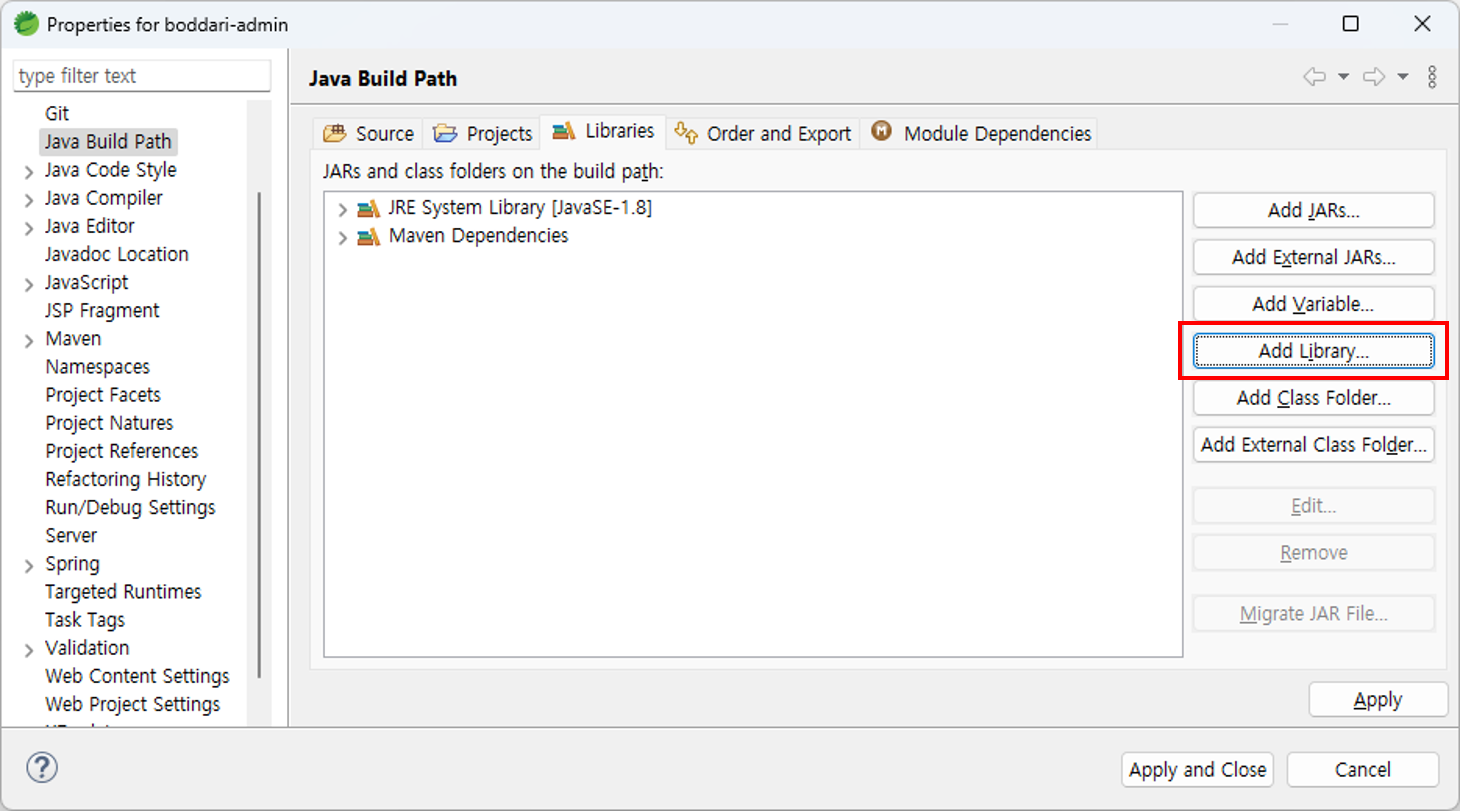 Properties for boddari-admin
type filter text
Git
Java Build Path
Java Code Style
Java Compiler
Java Editor
Javadoc Location
JavaScript
JSP Fragment
Maven
Namespaces
Project Facets
Project Natures
Project References
Refactoring History
Run/Debug Settings
Server
Spring
Targeted Runtimes
Task Tags
Validation
Web Content Settings
Web Project Settings
Java Build Path
Source
Projects
Libraries
Order and Export
Module Dependencies
JARs and class folders on the build path:
JRE System Library [JavaSE-1.8]
Maven Dependencies
Add JARs...
Add External JARs...
Add Variable...
Add Library...
Add Class Folder...
Add External Class Folder...
Edit...
Remove
Migrate JAR File...
Apply
Apply and Close
Cancel